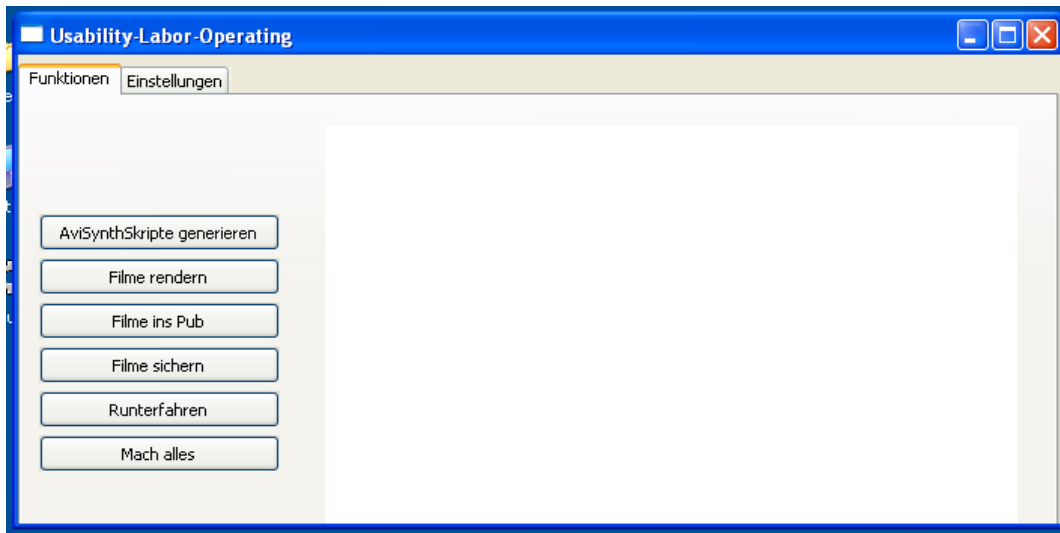 Usability-Labor-Operating
Funktionen Einstellungen
AviSynthSkripte generieren
Filme rendern
Filme ins Pub
Filme sichern
Runterfahren
Mach alles